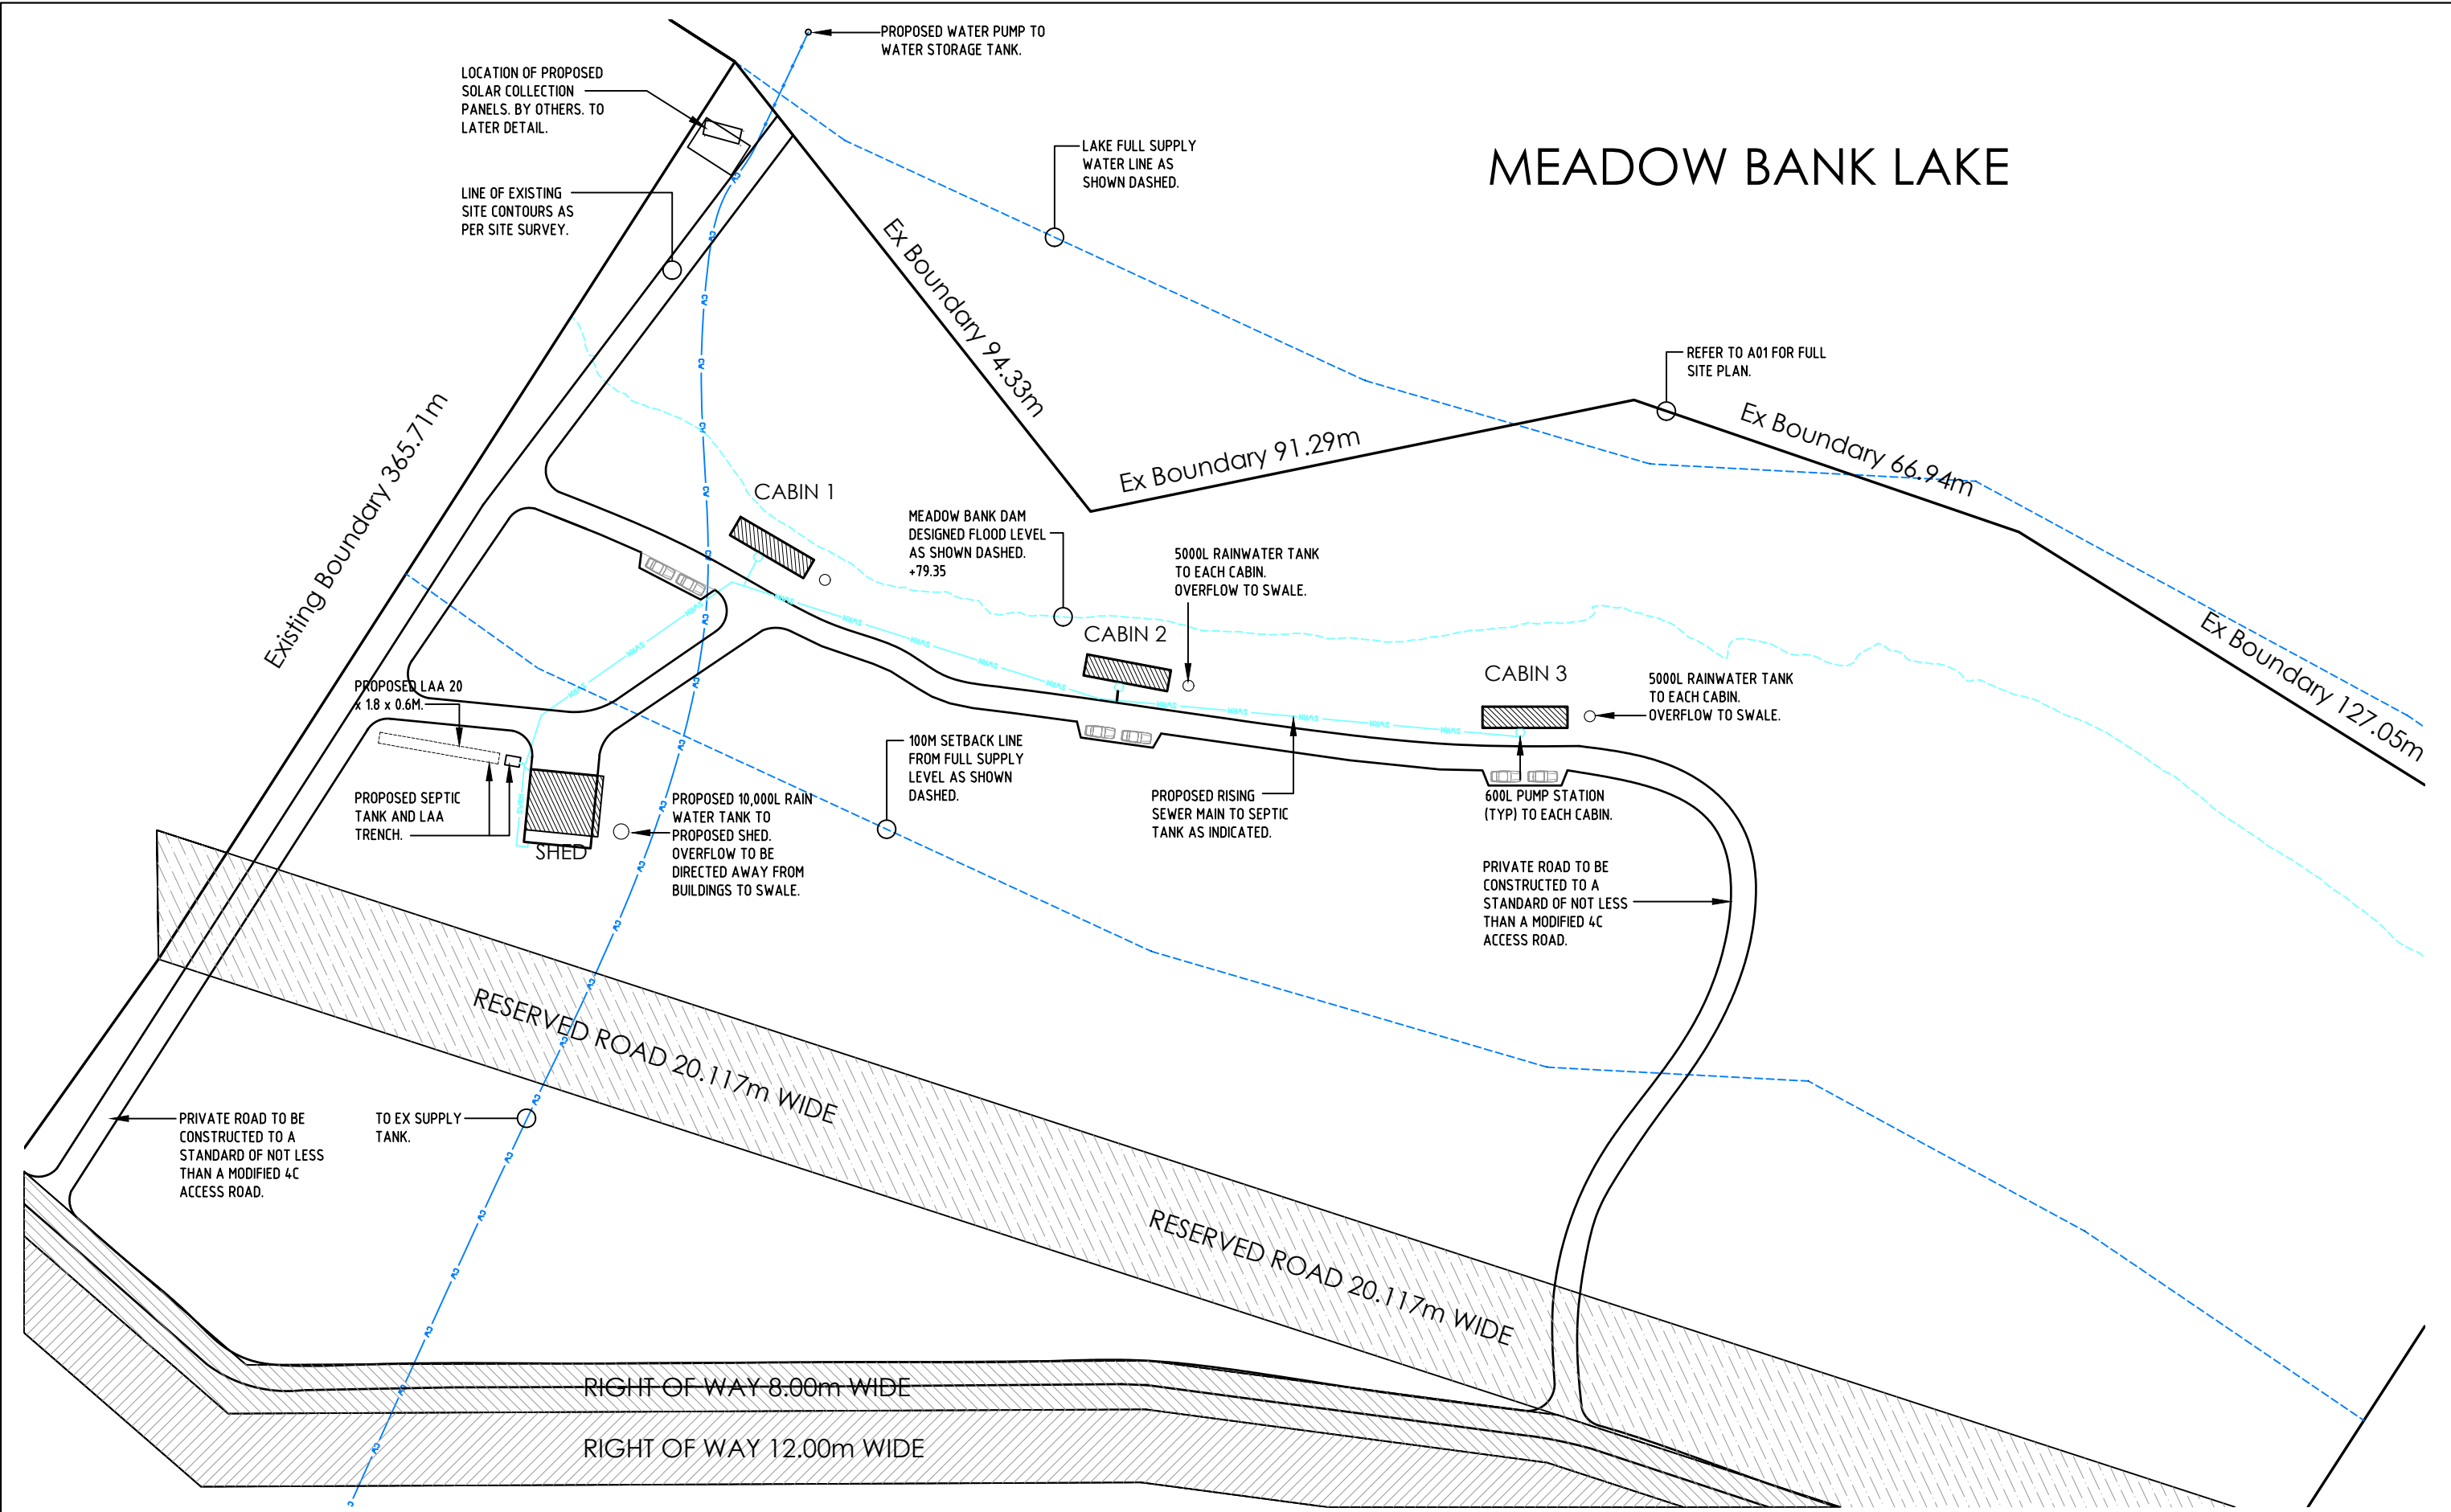 PROPOSED WATER PUMP TO
WATER STORAGE TANK.
LOCATION OF PROPOSED
SOLAR COLLECTION
PANELS. BY OTHERS. TO
LATER DETAIL.
LAKE FULL SUPPLY
WATER LINE AS
SHOWN DASHED.
MEADOW BANK LAKE
LINE OF EXISTING
SITE CONTOURS AS
PER SITE SURVEY.
Ex Boundary 94.33m
REFER TO A01 FOR FULL
SITE PLAN.
Existing Boundary 365.71m
Ex Boundary 91.29m
Ex Boundary 66.94m
CABIN 1
MEADOW BANK DAM
DESIGNED FLOOD LEVEL
AS SHOWN DASHED.
+79.35
5000L RAINWATER TANK
TO EACH CABIN.
OVERFLOW TO SWALE.
CABIN 2
CABIN 3
5000L RAINWATER TANK
TO EACH CABIN.
OVERFLOW TO SWALE.
Ex Boundary 127.05m
PROPOSED LAA 20
x 1.8 x 0.6M.
100M SETBACK LINE
FROM FULL SUPPLY
LEVEL AS SHOWN
DASHED.
PROPOSED SEPTIC
TANK AND LAA
TRENCH.
SHED
PROPOSED 10,000L RAIN
WATER TANK TO
PROPOSED SHED.
OVERFLOW TO BE
DIRECTED AWAY FROM
BUILDINGS TO SWALE.
PROPOSED RISING
SEWER MAIN TO SEPTIC
TANK AS INDICATED.
600L PUMP STATION
(TYP) TO EACH CABIN.
PRIVATE ROAD TO BE
CONSTRUCTED TO A
STANDARD OF NOT LESS
THAN A MODIFIED 4C
ACCESS ROAD.
RESERVED ROAD 20.117m WIDE
PRIVATE ROAD TO BE
CONSTRUCTED TO A
STANDARD OF NOT LESS
THAN A MODIFIED 4C
ACCESS ROAD.
TO EX SUPPLY
TANK.
RESERVED ROAD 20.117m WIDE
RIGHT OF WAY 8.00m WIDE
RIGHT OF WAY 12.00m WIDE